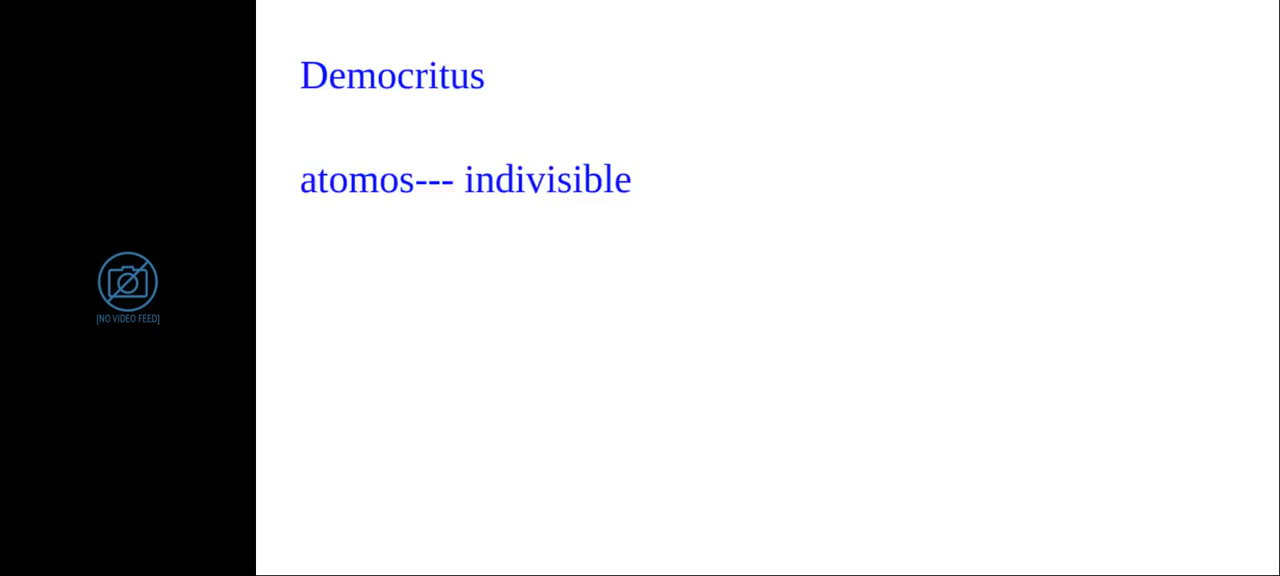 Democritus
atomos--- indivisible
[NO VIDEO FEED]